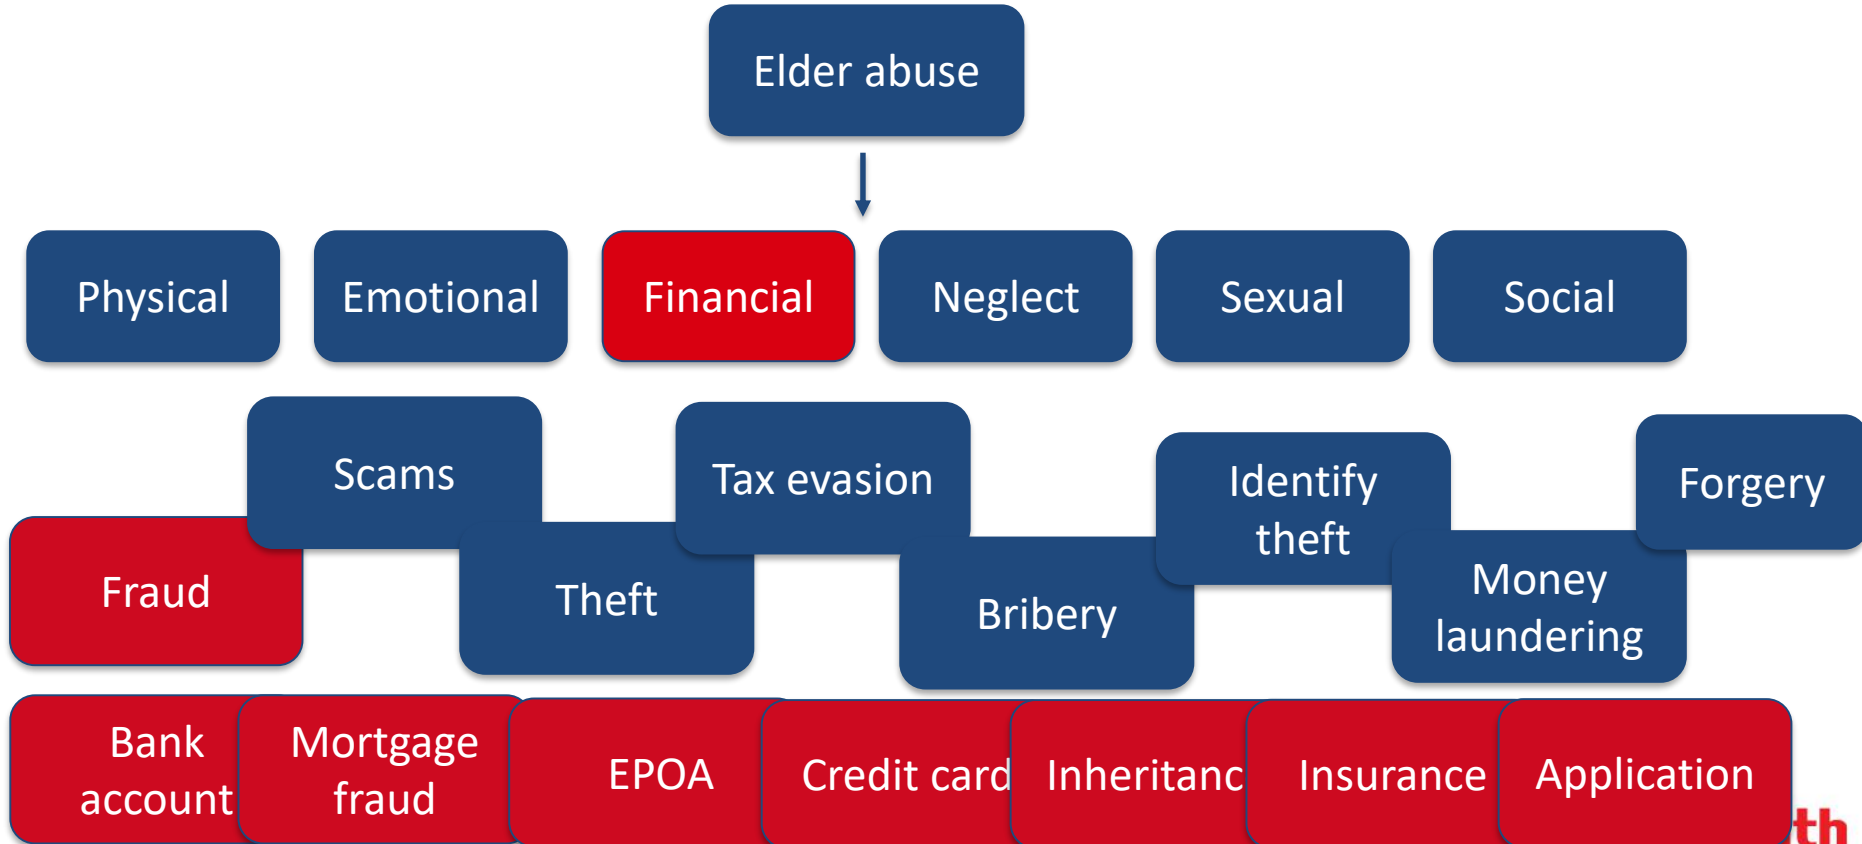 Elder abuse
Physical
Emotional
Financial
Neglect
Sexual
Social
Scams
Tax evasion
Identify
theft
Forgery
Fraud
Theft
Bribery
Money
laundering
Bank
account
Mortgage
fraud
EPOA
Credit card
Inheritanc
Insurance
Application
th